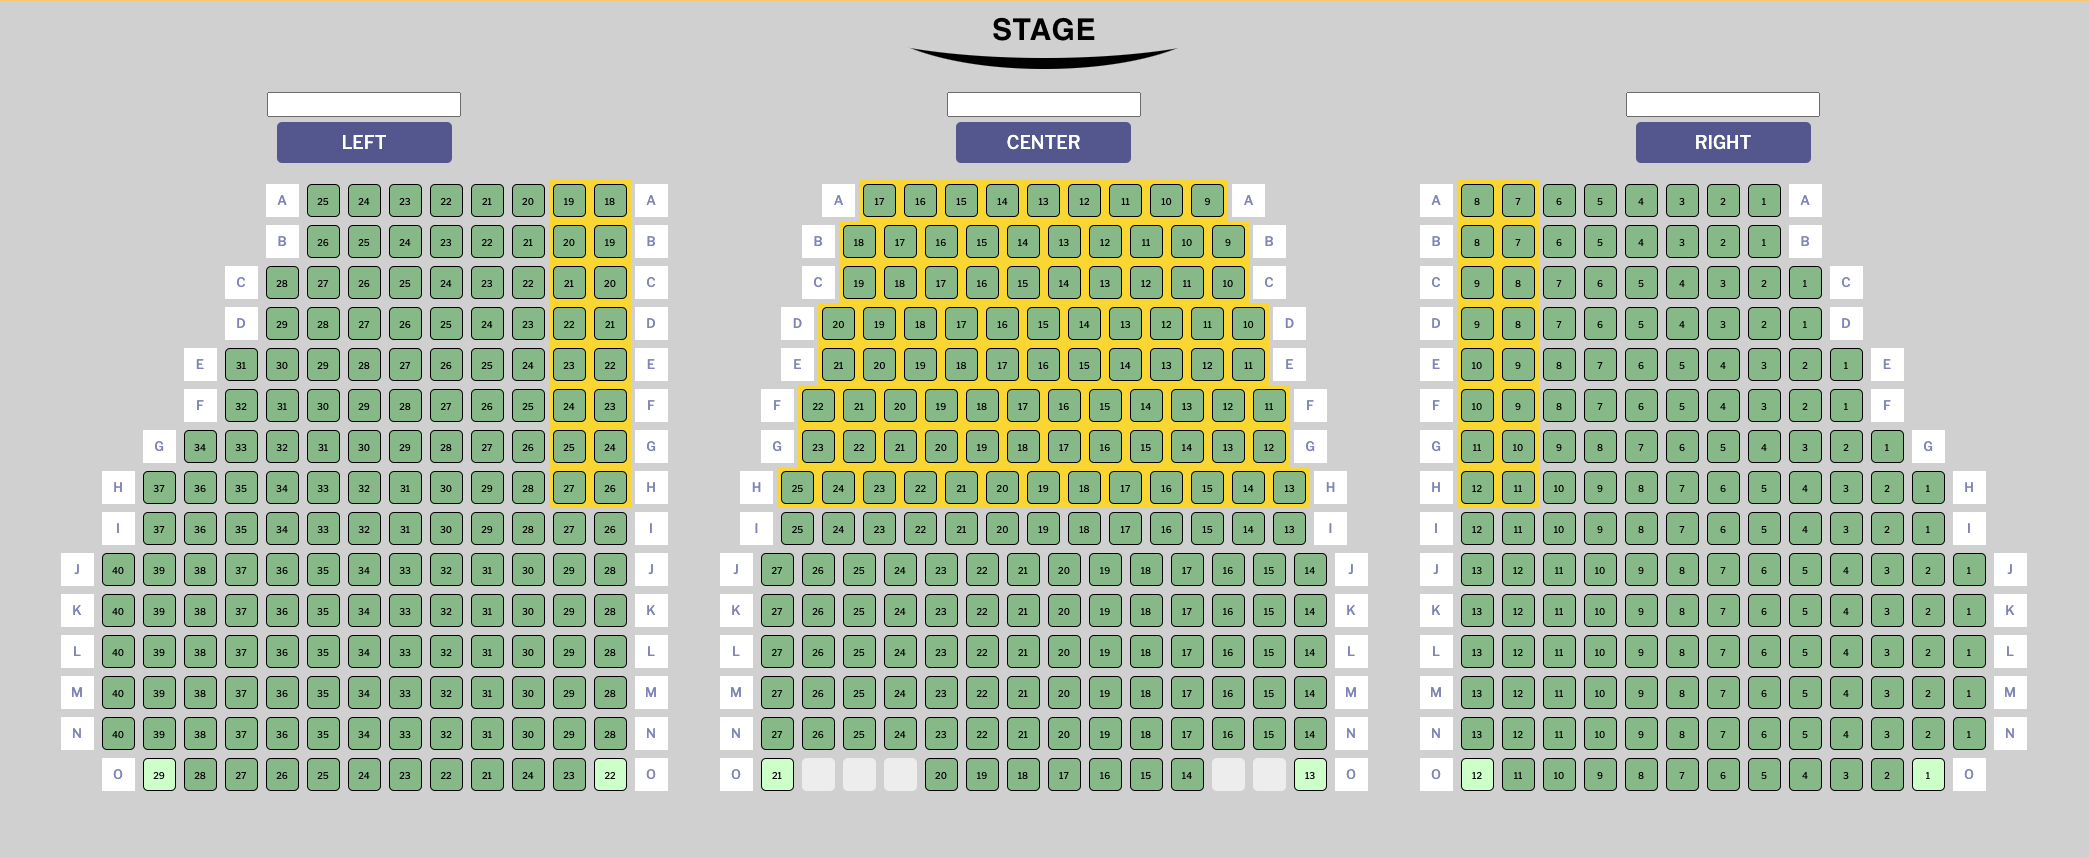 STAGE
LEFT CENTER RIGHT
A 25 24 23 22 21 20 19 18 A A 17 16 15 14 13 12 11 10 9 A A 8 7 6 5 4 3 2 1 A
B 26 25 24 23 22 21 20 19 B B 18 17 16 15 14 13 12 11 10 9 B B 8 7 6 5 4 3 2 1 B
C 28 27 26 25 24 23 22 21 20 C C 19 18 17 16 15 14 13 12 11 10 C C 9 8 7 6 5 4 3 2 1 C
D 29 28 27 26 25 24 23 22 21 D D 20 19 18 17 16 15 14 13 12 11 10 D D 9 8 7 6 5 4 3 2 1 D
E 31 30 29 28 27 26 25 24 23 22 E E 21 20 19 18 17 16 15 14 13 12 11 E E 10 9 8 7 6 5 4 3 2 1 E
F 32 31 30 29 28 27 26 25 24 23 F F 22 21 20 19 18 17 16 15 14 13 12 11 F F 10 9 8 7 6 5 4 3 2 1 F
G 34 33 32 31 30 29 28 27 26 25 24 G G 23 22 21 20 19 18 17 16 15 14 13 12 G G 11 10 9 8 7 6 5 4 3 2 1 G
H 37 36 35 34 33 32 31 30 29 28 27 26 H H 25 24 23 22 21 20 19 18 17 16 15 14 13 H H 12 11 10 9 8 7 6 5 4 3 2 1 H
I 37 36 35 34 33 32 31 30 29 28 27 26 I I 25 24 23 22 21 20 19 18 17 16 15 14 13 I I 12 11 10 9 8 7 6 5 4 3 2 1 I
J 40 39 38 37 36 35 34 33 32 31 30 29 28 J J 27 26 25 24 23 22 21 20 19 18 17 16 15 14 J J 13 12 11 10 9 8 7 6 5 4 3 2 1 J
K 40 39 38 37 36 35 34 33 32 31 30 29 28 K K 27 26 25 24 23 22 21 20 19 18 17 16 15 14 K K 13 12 11 10 9 8 7 6 5 4 3 2 1 K
L 40 39 38 37 36 35 34 33 32 31 30 29 28 L L 27 26 25 24 23 22 21 20 19 18 17 16 15 14 L L 13 12 11 10 9 8 7 6 5 4 3 2 1 L
M 40 39 38 37 36 35 34 33 32 31 30 29 28 M M 27 26 25 24 23 22 21 20 19 18 17 16 15 14 M M 13 12 11 10 9 8 7 6 5 4 3 2 1 M
N 40 39 38 37 36 35 34 33 32 31 30 29 28 N N 27 26 25 24 23 22 21 20 19 18 17 16 15 14 N N 13 12 11 10 9 8 7 6 5 4 3 2 1 N
O 29 28 27 26 25 24 23 22 21 24 23 22 O O 21 20 19 18 17 16 15 14 13 O O 12 11 10 9 8 7 6 5 4 3 2 1 O